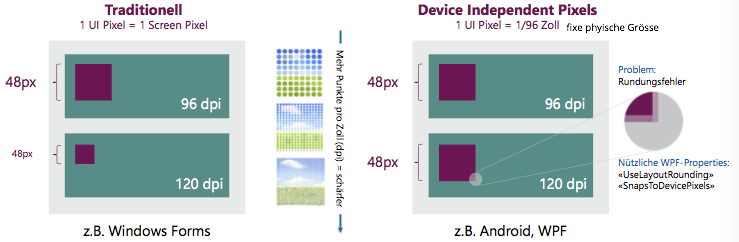 Traditionell
1 UI Pixel = 1 Screen Pixel
48px
96 dpi
48px
120 dpi
z.B. Windows Forms
Mehr Punkte pro Zoll (dpi) = schärfer
Device Independent Pixels
1 UI Pixel = 1/96 Zoll fixe phyische Grösse
48px
96 dpi
48px
120 dpi
z.B. Android, WPF
Problem:
Rundungsfehler
Nützliche WPF-Properties:
«UseLayoutRounding»
«SnapsToDevicePixels»